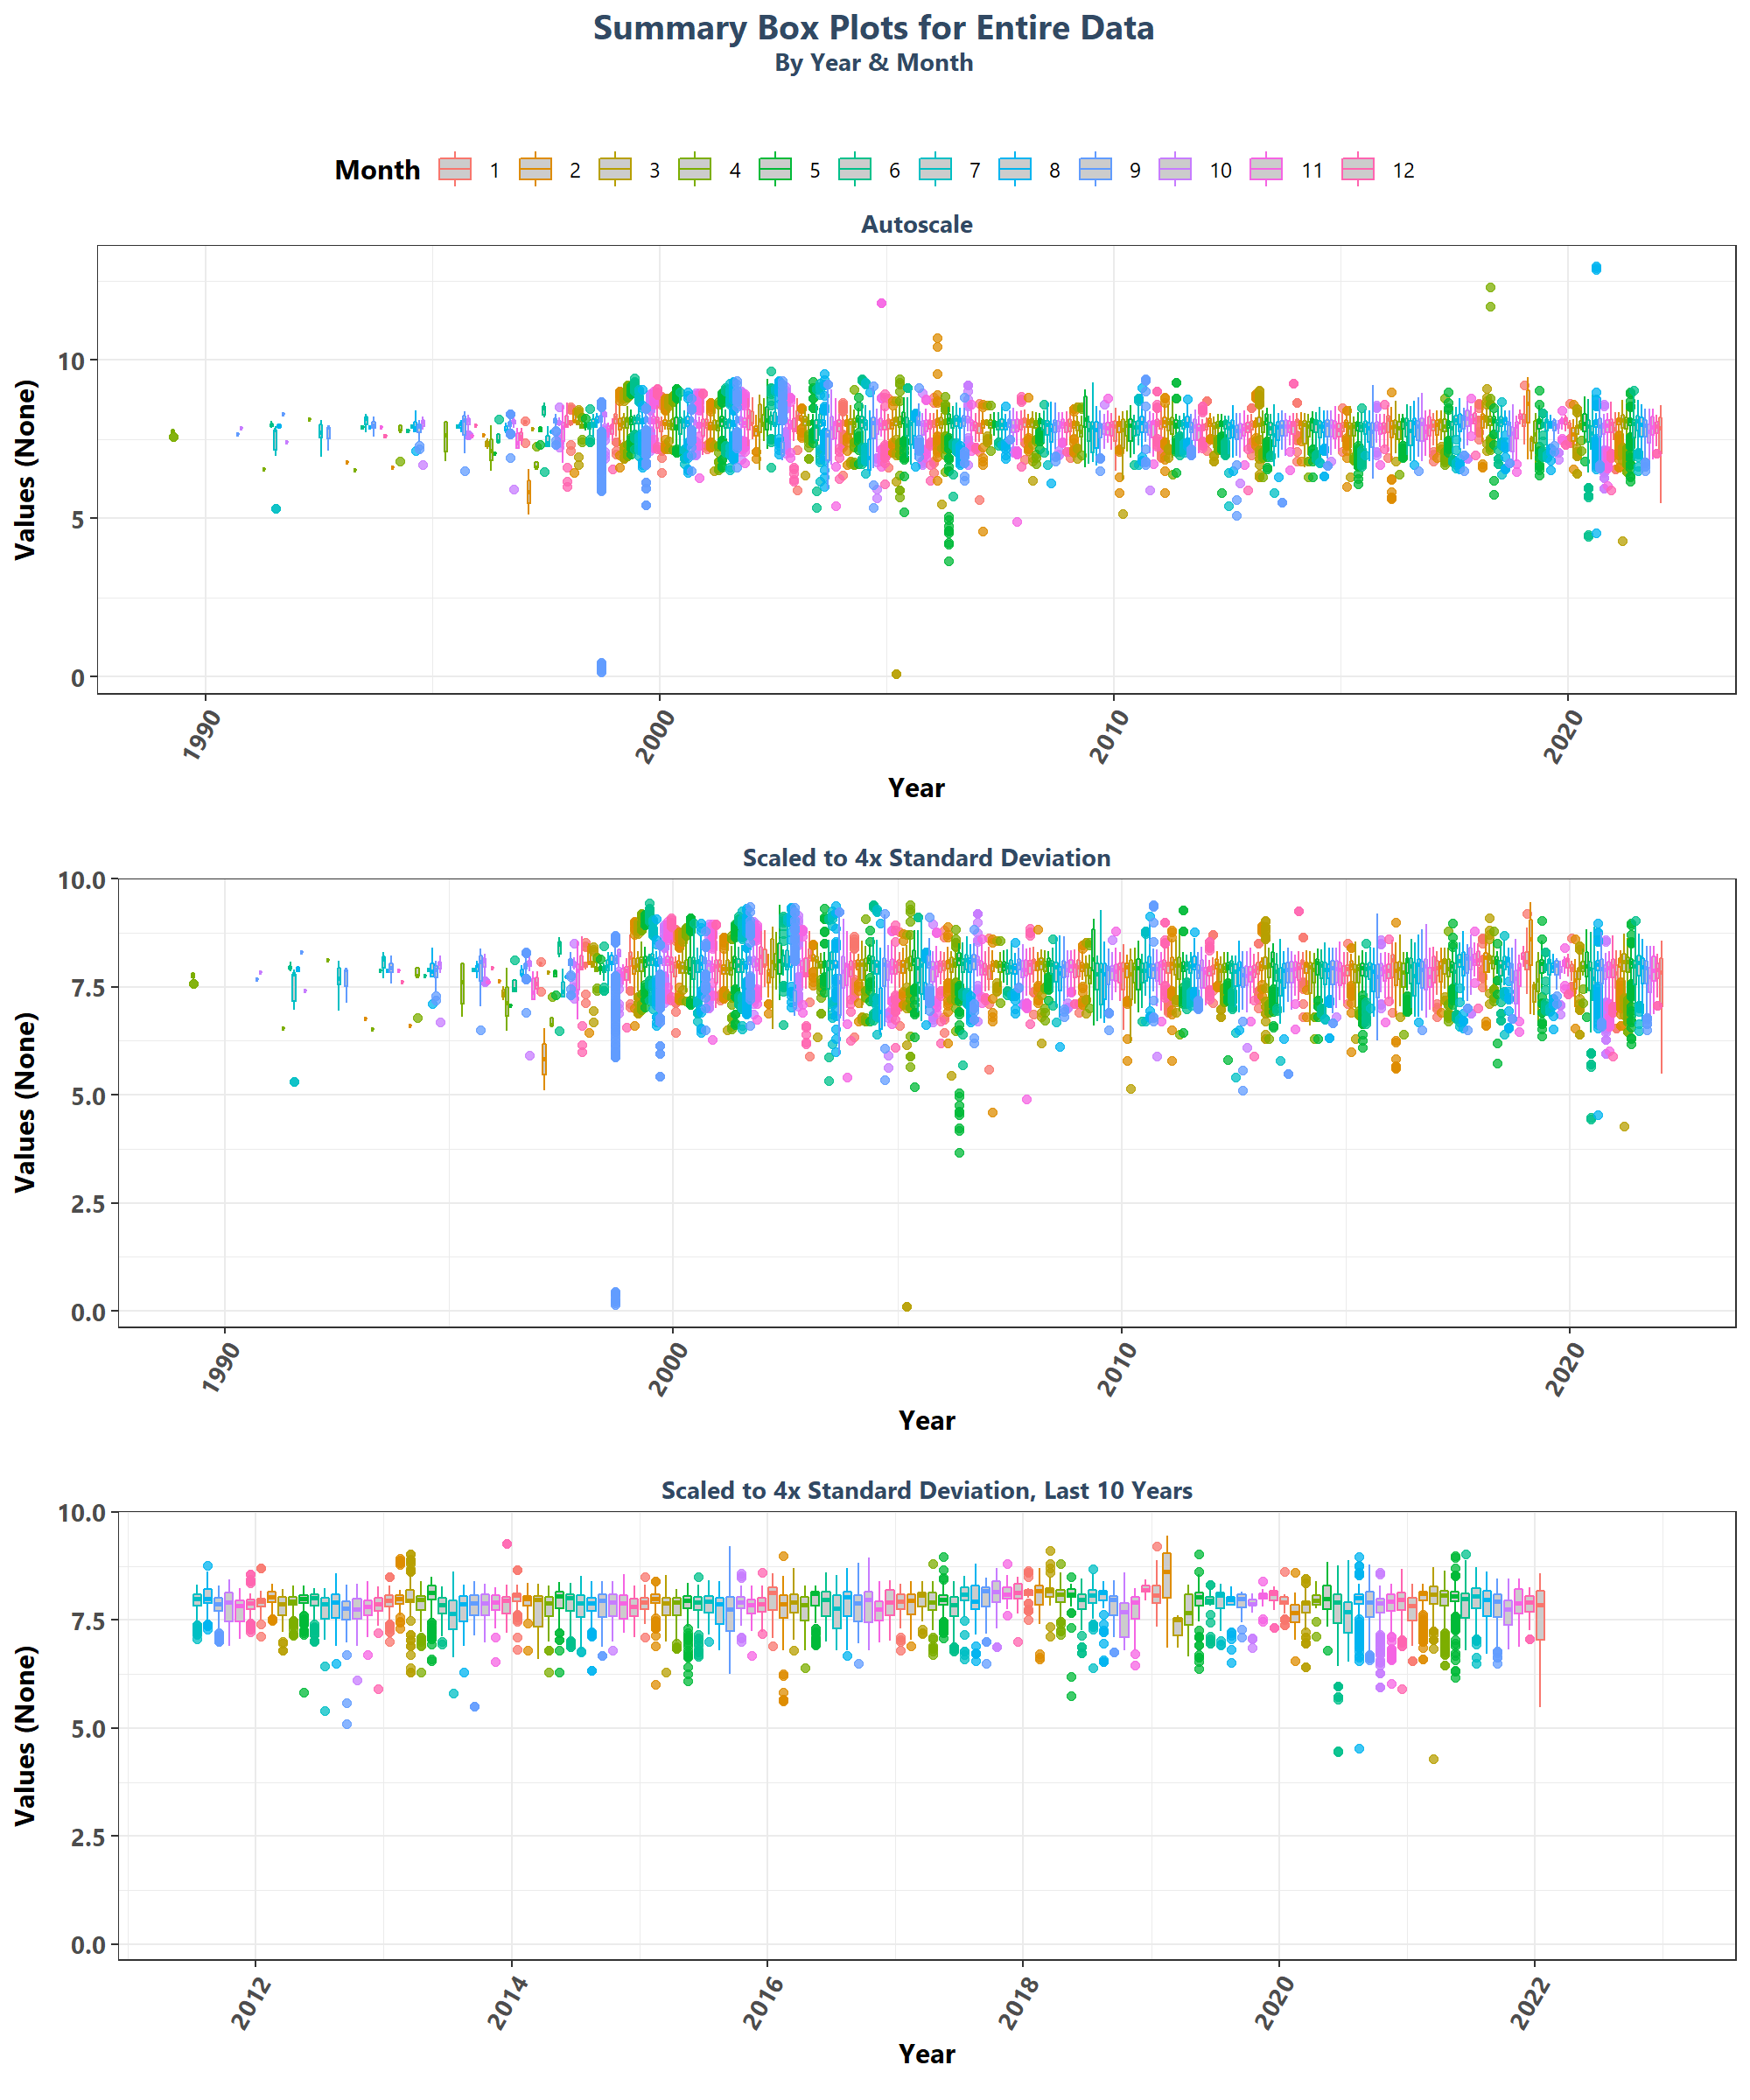 Summary Box Plots for Entire Data
By Year & Month
Month 1 2 3 4 5 6 7 8 9 10 11 12
Autoscale
Values (None)
10
5
0
1990 2000 2010 2020
Year
Scaled to 4x Standard Deviation
Values (None)
10.0
7.5
5.0
2.5
0.0
1990 2000 2010 2020
Year
Scaled to 4x Standard Deviation, Last 10 Years
Values (None)
10.0
7.5
5.0
2.5
0.0
2012 2014 2016 2018 2020 2022
Year